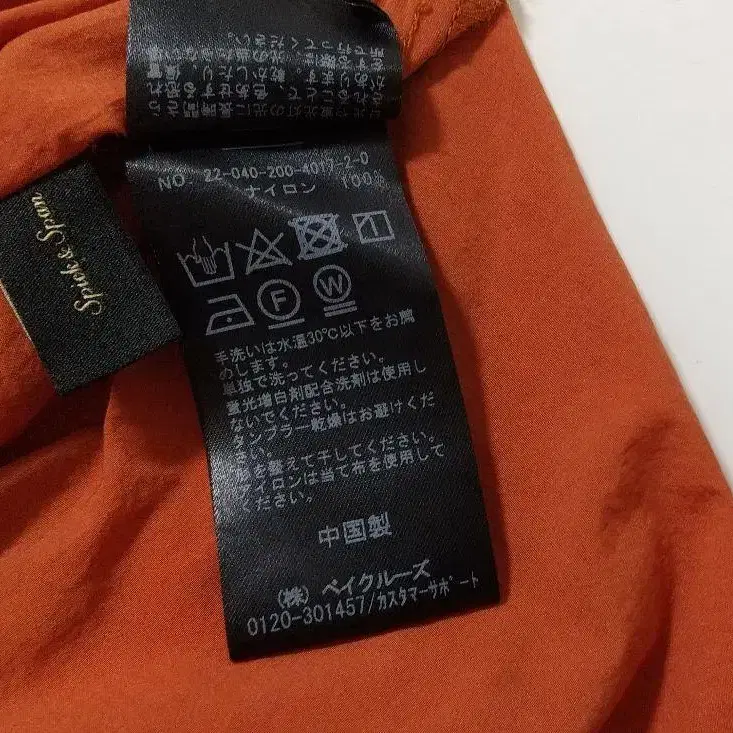 Spick & Span
NO. 22-040-200-4017-2-0
ナイロン 100%
F
W
手洗いは水温30℃以下をお薦
めします。
単独で洗ってください。
蛍光増白剤配合洗剤は使用し
ないでください。
タンブラー乾燥はお避けくだ
さい。
形を整えて干してください。
アイロンは当て布を使用して
ください。
中国製
(株) ベイクルーズ
0120-301457/カスタマーサポート